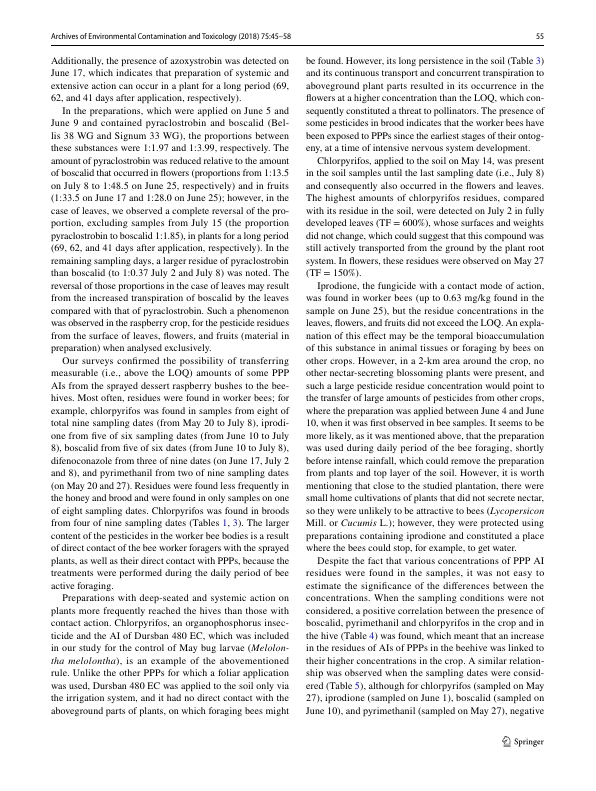 Archives of Environmental Contamination and Toxicology (2018) 75:45–58
55
Additionally, the presence of azoxystrobin was detected on
June 17, which indicates that preparation of systemic and
extensive action can occur in a plant for a long period (69,
62, and 41 days after application, respectively).
In the preparations, which were applied on June 5 and
June 9 and contained pyraclostrobin and boscalid (Bel-
lis 38 WG and Signum 33 WG), the proportions between
these substances were 1:1.97 and 1:3.99, respectively. The
amount of pyraclostrobin was reduced relative to the amount
of boscalid that occurred in flowers (proportions from 1:13.5
on July 8 to 1:48.5 on June 25, respectively) and in fruits
(1:33.5 on June 17 and 1:28.0 on June 25); however, in the
case of leaves, we observed a complete reversal of the pro-
portion, excluding samples from July 15 (the proportion
pyraclostrobin to boscalid 1:1.85), in plants for a long period
(69, 62, and 41 days after application, respectively). In the
remaining sampling days, a larger residue of pyraclostrobin
than boscalid (to 1:0.37 July 2 and July 8) was noted. The
reversal of those proportions in the case of leaves may result
from the increased transpiration of boscalid by the leaves
compared with that of pyraclostrobin. Such a phenomenon
was observed in the raspberry crop, for the pesticide residues
from the surface of leaves, flowers, and fruits (material in
preparation) when analysed exclusively.
Our surveys confirmed the possibility of transferring
measurable (i.e., above the LOQ) amounts of some PPP
AIs from the sprayed dessert raspberry bushes to the bee-
hives. Most often, residues were found in worker bees; for
example, chlorpyrifos was found in samples from eight of
total nine sampling dates (from May 20 to July 8), iprodi-
one from five of six sampling dates (from June 10 to July
8), boscalid from five of six dates (from June 10 to July 8),
difenoconazole from three of nine dates (on June 17, July 2
and 8), and pyrimethanil from two of nine sampling dates
(on May 20 and 27). Residues were found less frequently in
the honey and brood and were found in only samples on one
of eight sampling dates. Chlorpyrifos was found in broods
from four of nine sampling dates (Tables 1, 3). The larger
content of the pesticides in the worker bee bodies is a result
of direct contact of the bee worker foragers with the sprayed
plants, as well as their direct contact with PPPs, because the
treatments were performed during the daily period of bee
active foraging.
Preparations with deep-seated and systemic action on
plants more frequently reached the hives than those with
contact action. Chlorpyrifos, an organophosphorus insec-
ticide and the AI of Dursban 480 EC, which was included
in our study for the control of May bug larvae (Melolon-
tha melolontha), is an example of the abovementioned
rule. Unlike the other PPPs for which a foliar application
was used, Dursban 480 EC was applied to the soil only via
the irrigation system, and it had no direct contact with the
aboveground parts of plants, on which foraging bees might
be found. However, its long persistence in the soil (Table 3)
and its continuous transport and concurrent transpiration to
aboveground plant parts resulted in its occurrence in the
flowers at a higher concentration than the LOQ, which con-
sequently constituted a threat to pollinators. The presence of
some pesticides in brood indicates that the worker bees have
been exposed to PPPs since the earliest stages of their ontog-
eny, at a time of intensive nervous system development.
Chlorpyrifos, applied to the soil on May 14, was present
in the soil samples until the last sampling date (i.e., July 8)
and consequently also occurred in the flowers and leaves.
The highest amounts of chlorpyrifos residues, compared
with its residue in the soil, were detected on July 2 in fully
developed leaves (TF = 600%), whose surfaces and weights
did not change, which could suggest that this compound was
still actively transported from the ground by the plant root
system. In flowers, these residues were observed on May 27
(TF = 150%).
Iprodione, the fungicide with a contact mode of action,
was found in worker bees (up to 0.63 mg/kg found in the
sample on June 25), but the residue concentrations in the
leaves, flowers, and fruits did not exceed the LOQ. An expla-
nation of this effect may be the temporal bioaccumulation
of this substance in animal tissues or foraging by bees on
other crops. However, in a 2-km area around the crop, no
other nectar-secreting blossoming plants were present, and
such a large pesticide residue concentration would point to
the transfer of large amounts of pesticides from other crops,
where the preparation was applied between June 4 and June
10, when it was first observed in bee samples. It seems to be
more likely, as it was mentioned above, that the preparation
was used during daily period of the bee foraging, shortly
before intense rainfall, which could remove the preparation
from plants and top layer of the soil. However, it is worth
mentioning that close to the studied plantation, there were
small home cultivations of plants that did not secrete nectar,
so they were unlikely to be attractive to bees (Lycopersicon
Mill. or Cucumis L.); however, they were protected using
preparations containing iprodione and constituted a place
where the bees could stop, for example, to get water.
Despite the fact that various concentrations of PPP AI
residues were found in the samples, it was not easy to
estimate the significance of the differences between the
concentrations. When the sampling conditions were not
considered, a positive correlation between the presence of
boscalid, pyrimethanil and chlorpyrifos in the crop and in
the hive (Table 4) was found, which meant that an increase
in the residues of AIs of PPPs in the beehive was linked to
their higher concentrations in the crop. A similar relation-
ship was observed when the sampling dates were consid-
ered (Table 5), although for chlorpyrifos (sampled on May
27), iprodione (sampled on June 1), boscalid (sampled on
June 10), and pyrimethanil (sampled on May 27), negative
Springer